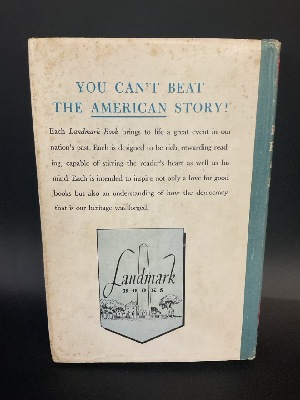 YOU CAN'T BEAT
THE AMERICAN STORY!
Each Landmark Book brings to life a great event in our
nation's past. Each is designed to be rich, rewarding read-
ing, capable of stirring the reader's heart as well as his
mind. Each is intended to inspire not only a love for good
books but also an understanding of how the democracy
that is our heritage was forged.
Landmark
BOOKS